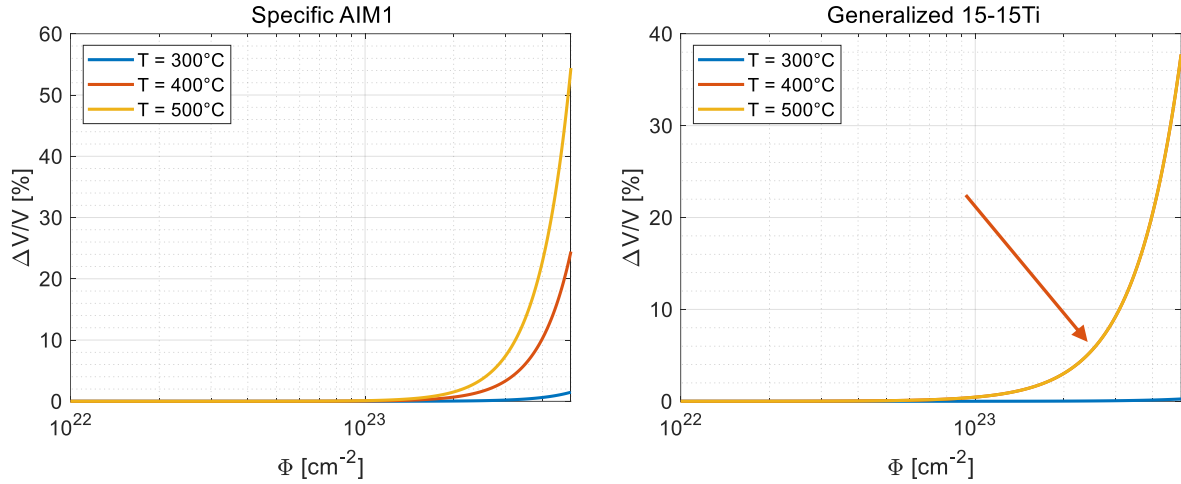 Specific AIM1
60
50
40
30
20
10
0
ΔV/V [%]
T = 300°C
T = 400°C
T = 500°C
10^22
10^23
Φ [cm^-2]
Generalized 15-15Ti
40
30
20
10
0
ΔV/V [%]
T = 300°C
T = 400°C
T = 500°C
10^22
10^23
Φ [cm^-2]